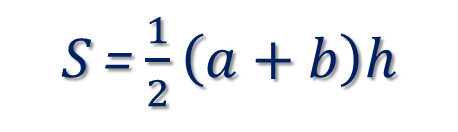 S = 1/2 (a + b)h